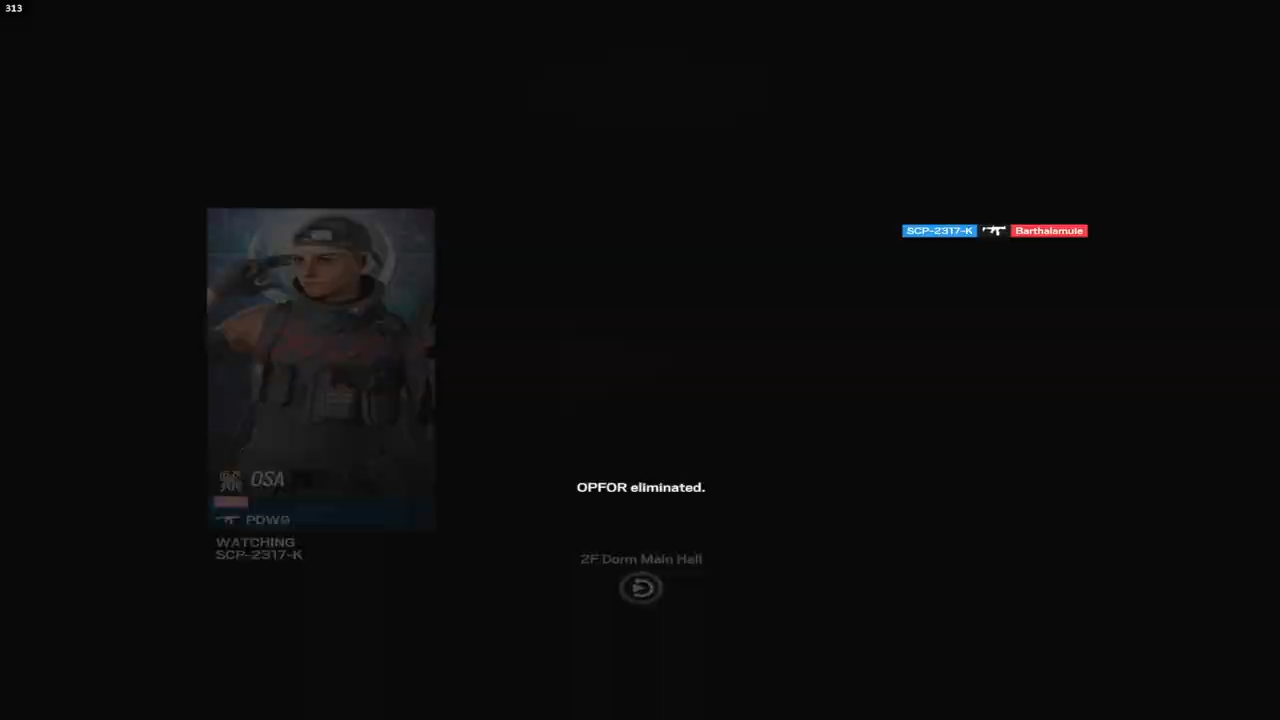 313
SCP-2317-K Barthalamule
OSA
OPFOR eliminated.
PDW9
WATCHING
SCP-2317-K
2F Dorm Main Hall